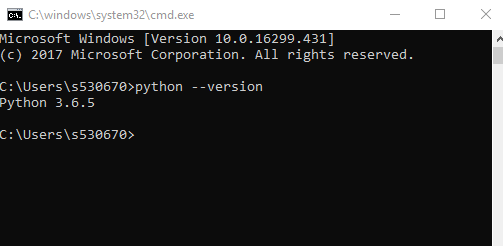 C:\windows\system32\cmd.exe
Microsoft Windows [Version 10.0.16299.431]
(c) 2017 Microsoft Corporation. All rights reserved.
C:\Users\s530670>python --version
Python 3.6.5
C:\Users\s530670>